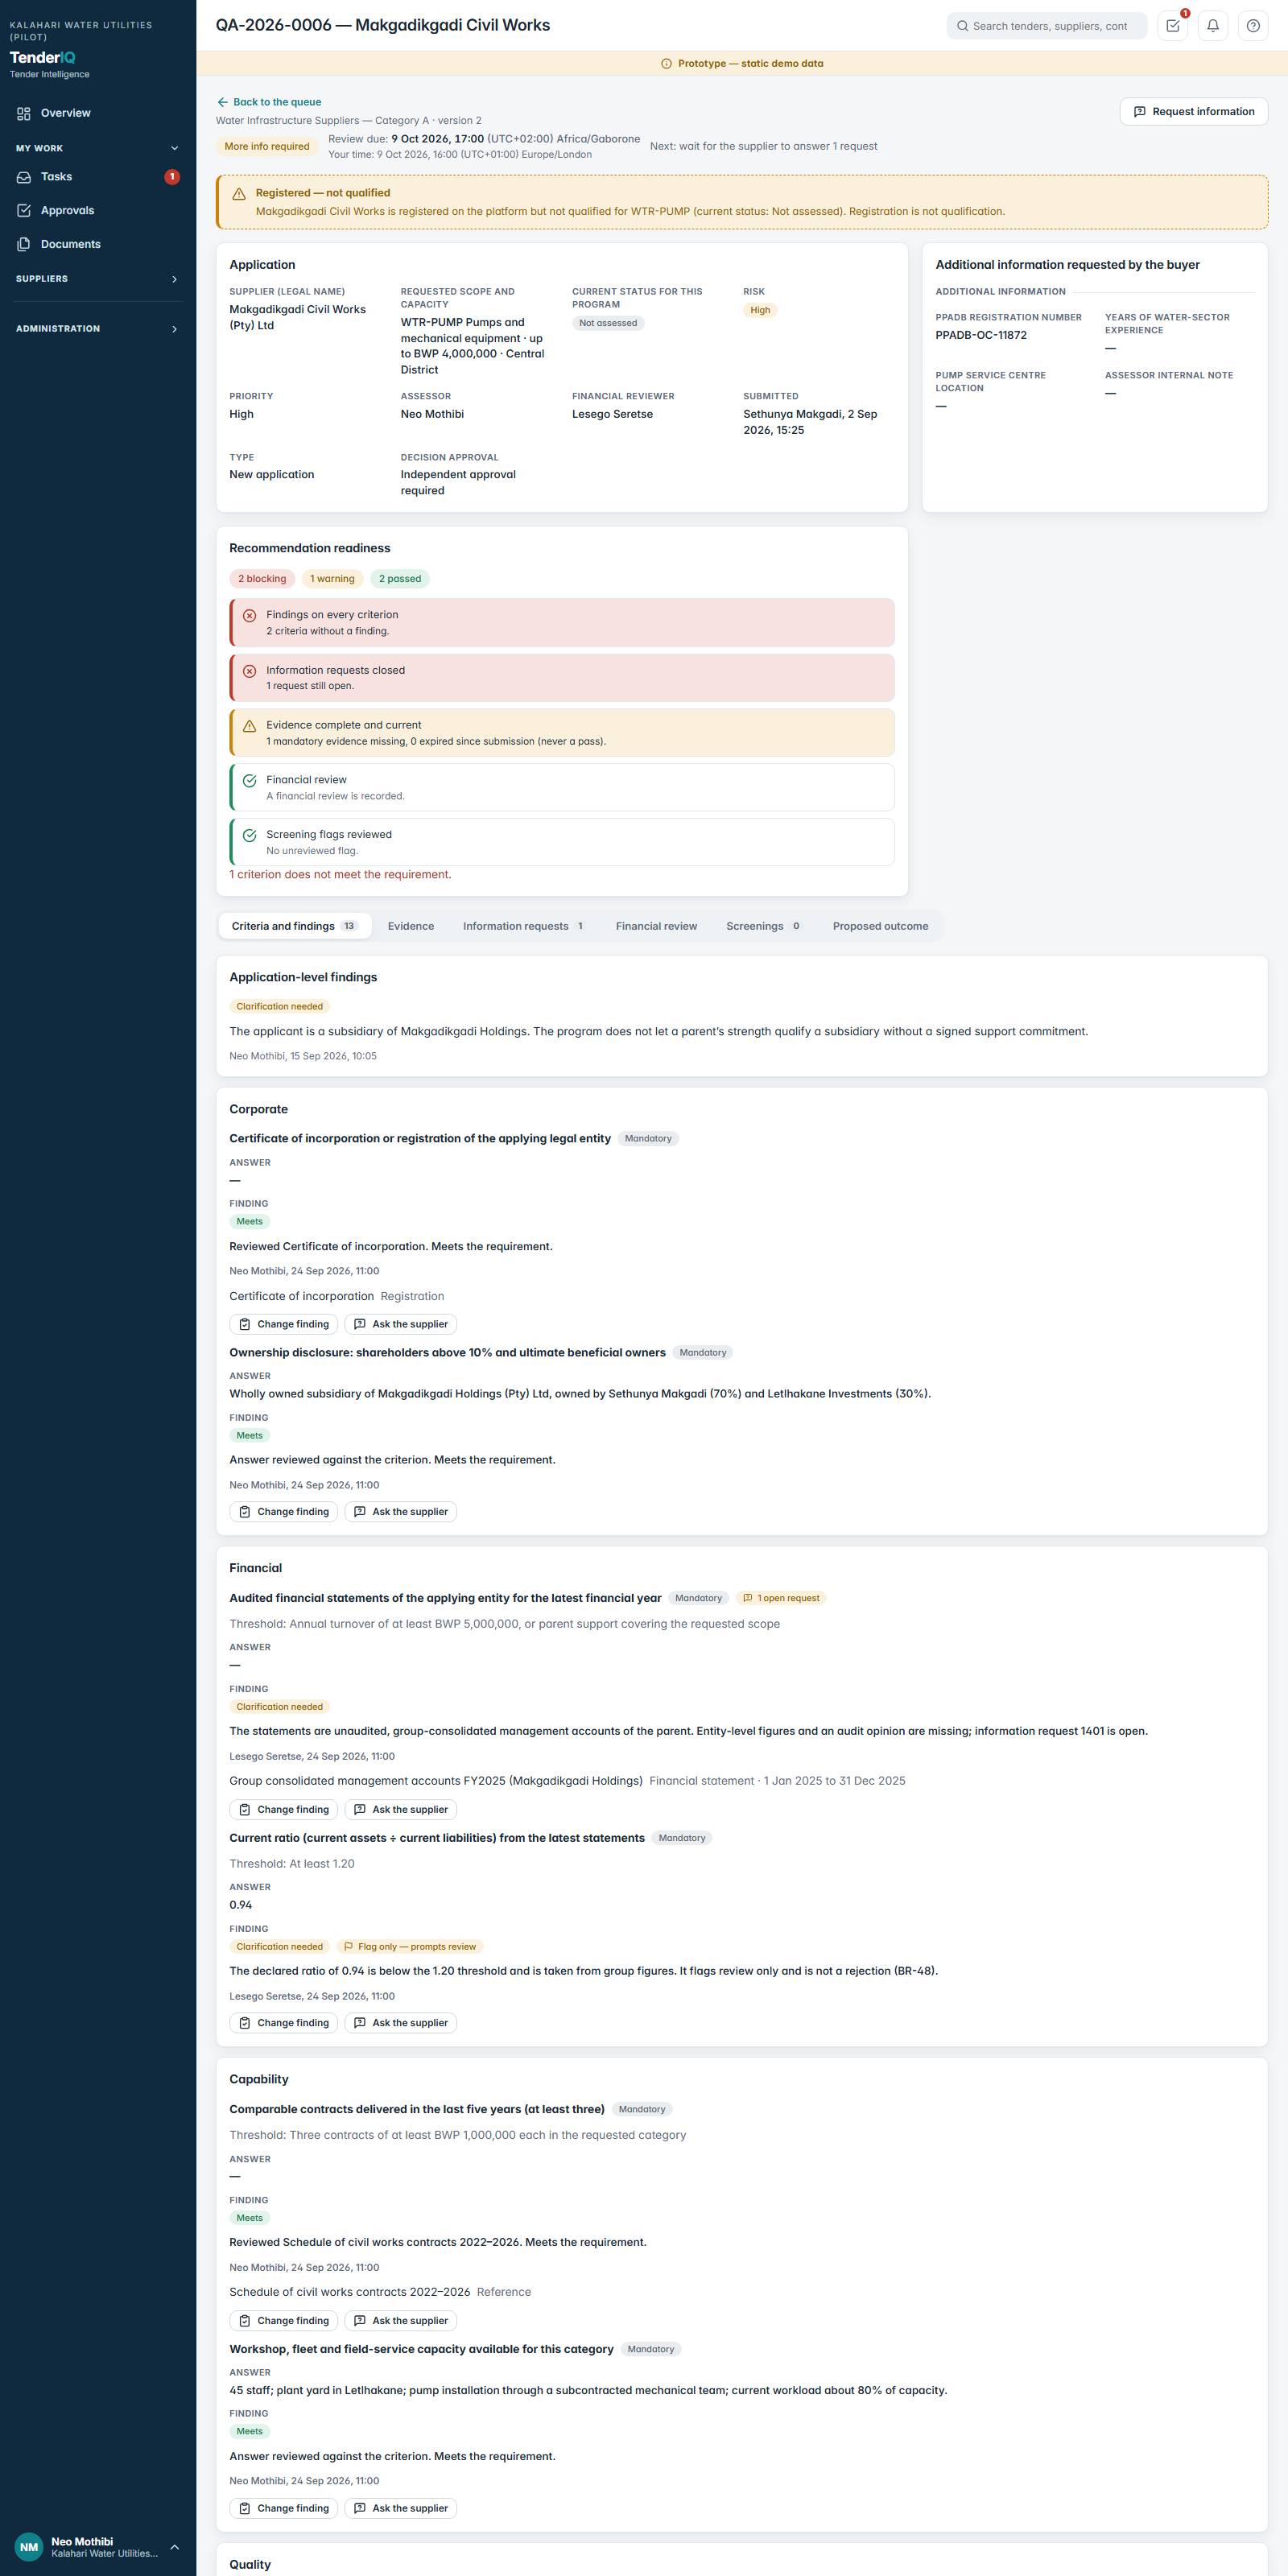 KALAHARI WATER UTILITIES
(PILOT)
TenderIQ
Tender Intelligence
Overview
MY WORK
Tasks
1
Approvals
Documents
SUPPLIERS
ADMINISTRATION
NM
Neo Mothibi
Kalahari Water Utilities...
QA-2026-0006 — Makgadikgadi Civil Works
Search tenders, suppliers, cont
1
Prototype — static demo data
Back to the queue
Water Infrastructure Suppliers — Category A · version 2
More info required
Review due: 9 Oct 2026, 17:00 (UTC+02:00) Africa/Gaborone
Your time: 9 Oct 2026, 16:00 (UTC+01:00) Europe/London
Next: wait for the supplier to answer 1 request
Request information
Registered — not qualified
Makgadikgadi Civil Works is registered on the platform but not qualified for WTR-PUMP (current status: Not assessed). Registration is not qualification.
Application
SUPPLIER (LEGAL NAME)
Makgadikgadi Civil Works
(Pty) Ltd
REQUESTED SCOPE AND
CAPACITY
WTR-PUMP Pumps and
mechanical equipment · up
to BWP 4,000,000 · Central
District
CURRENT STATUS FOR THIS
PROGRAM
Not assessed
RISK
High
PRIORITY
High
ASSESSOR
Neo Mothibi
FINANCIAL REVIEWER
Lesego Seretse
SUBMITTED
Sethunya Makgadi, 2 Sep
2026, 15:25
TYPE
New application
DECISION APPROVAL
Independent approval
required
Additional information requested by the buyer
ADDITIONAL INFORMATION
PPADB REGISTRATION NUMBER
PPADB-OC-11872
YEARS OF WATER-SECTOR
EXPERIENCE
—
PUMP SERVICE CENTRE
LOCATION
—
ASSESSOR INTERNAL NOTE
—
Recommendation readiness
2 blocking
1 warning
2 passed
Findings on every criterion
2 criteria without a finding.
Information requests closed
1 request still open.
Evidence complete and current
1 mandatory evidence missing, 0 expired since submission (never a pass).
Financial review
A financial review is recorded.
Screening flags reviewed
No unreviewed flag.
1 criterion does not meet the requirement.
Criteria and findings 13
Evidence
Information requests 1
Financial review
Screenings 0
Proposed outcome
Application-level findings
Clarification needed
The applicant is a subsidiary of Makgadikgadi Holdings. The program does not let a parent's strength qualify a subsidiary without a signed support commitment.
Neo Mothibi, 15 Sep 2026, 10:05
Corporate
Certificate of incorporation or registration of the applying legal entity Mandatory
ANSWER
—
FINDING
Meets
Reviewed Certificate of incorporation. Meets the requirement.
Neo Mothibi, 24 Sep 2026, 11:00
Certificate of incorporation Registration
Change finding Ask the supplier
Ownership disclosure: shareholders above 10% and ultimate beneficial owners Mandatory
ANSWER
Wholly owned subsidiary of Makgadikgadi Holdings (Pty) Ltd, owned by Sethunya Makgadi (70%) and Letlhakane Investments (30%).
FINDING
Meets
Answer reviewed against the criterion. Meets the requirement.
Neo Mothibi, 24 Sep 2026, 11:00
Change finding Ask the supplier
Financial
Audited financial statements of the applying entity for the latest financial year Mandatory 1 open request
Threshold: Annual turnover of at least BWP 5,000,000, or parent support covering the requested scope
ANSWER
—
FINDING
Clarification needed
The statements are unaudited, group-consolidated management accounts of the parent. Entity-level figures and an audit opinion are missing; information request 1401 is open.
Lesego Seretse, 24 Sep 2026, 11:00
Group consolidated management accounts FY2025 (Makgadikgadi Holdings) Financial statement · 1 Jan 2025 to 31 Dec 2025
Change finding Ask the supplier
Current ratio (current assets ÷ current liabilities) from the latest statements Mandatory
Threshold: At least 1.20
ANSWER
0.94
FINDING
Clarification needed Flag only — prompts review
The declared ratio of 0.94 is below the 1.20 threshold and is taken from group figures. It flags review only and is not a rejection (BR-48).
Lesego Seretse, 24 Sep 2026, 11:00
Change finding Ask the supplier
Capability
Comparable contracts delivered in the last five years (at least three) Mandatory
Threshold: Three contracts of at least BWP 1,000,000 each in the requested category
ANSWER
—
FINDING
Meets
Reviewed Schedule of civil works contracts 2022–2026. Meets the requirement.
Neo Mothibi, 24 Sep 2026, 11:00
Schedule of civil works contracts 2022–2026 Reference
Change finding Ask the supplier
Workshop, fleet and field-service capacity available for this category Mandatory
ANSWER
45 staff; plant yard in Letlhakane; pump installation through a subcontracted mechanical team; current workload about 80% of capacity.
FINDING
Meets
Answer reviewed against the criterion. Meets the requirement.
Neo Mothibi, 24 Sep 2026, 11:00
Change finding Ask the supplier
Quality